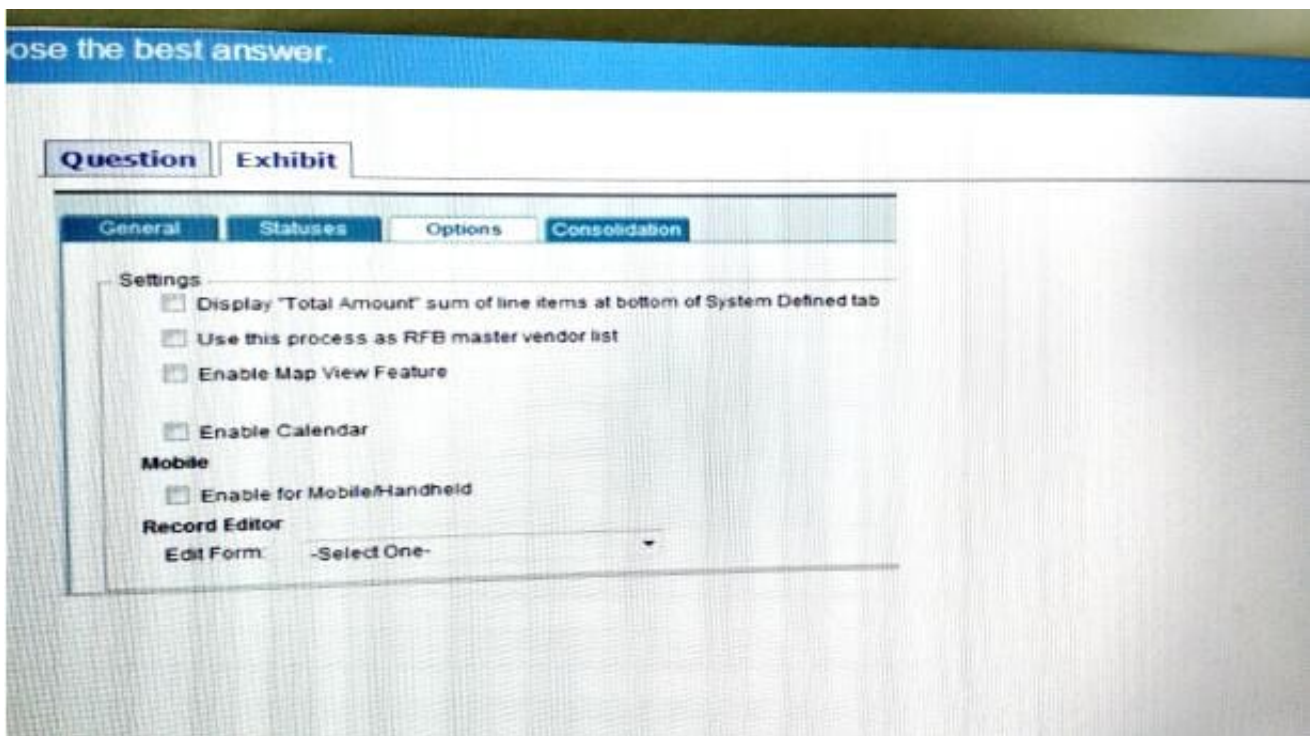 ose the best answer.
Question Exhibit
General Statuses Options Consolidation
Settings
Display "Total Amount" sum of line items at bottom of System Defined tab
Use this process as RFB master vendor list
Enable Map View Feature
Enable Calendar
Mobile
Enable for Mobile/Handheld
Record Editor
Edit Form: -Select One-